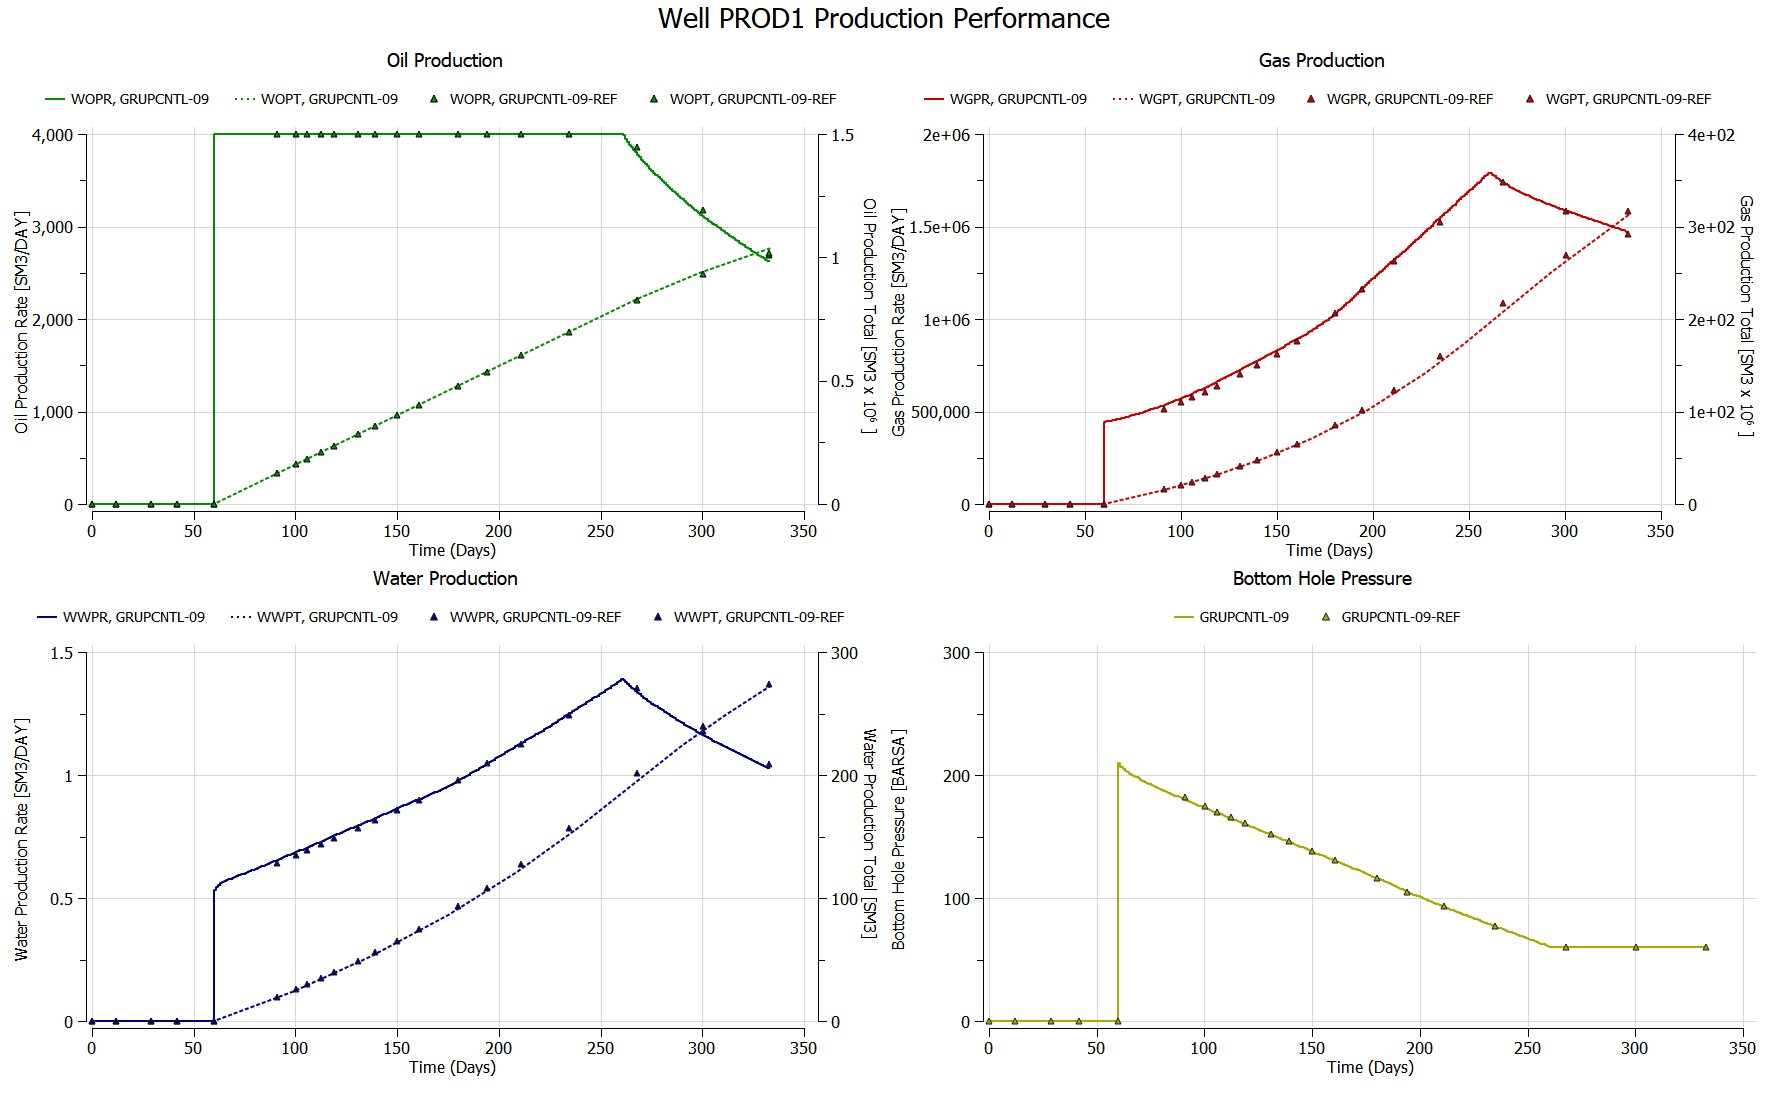 Well PROD1 Production Performance
Oil Production
WOPR, GRUPCNTL-09 WOPT, GRUPCNTL-09 WOPR, GRUPCNTL-09-REF WOPT, GRUPCNTL-09-REF
Oil Production Rate [SM3/DAY]
4,000
3,000
2,000
1,000
0
1.5
1
0.5
0
Oil Production Total [SM3 x 10⁶ ]
0 50 100 150 200 250 300 350
Time (Days)
Gas Production
WGPR, GRUPCNTL-09 WGPT, GRUPCNTL-09 WGPR, GRUPCNTL-09-REF WGPT, GRUPCNTL-09-REF
Gas Production Rate [SM3/DAY]
2e+06
1.5e+06
1e+06
500,000
0
4e+02
3e+02
2e+02
1e+02
0
Gas Production Total [SM3 x 10⁶ ]
0 50 100 150 200 250 300 350
Time (Days)
Water Production
WWPR, GRUPCNTL-09 WWPT, GRUPCNTL-09 WWPR, GRUPCNTL-09-REF WWPT, GRUPCNTL-09-REF
Water Production Rate [SM3/DAY]
1.5
1
0.5
0
300
200
100
0
Water Production Total [SM3]
0 50 100 150 200 250 300 350
Time (Days)
Bottom Hole Pressure
GRUPCNTL-09 GRUPCNTL-09-REF
Bottom Hole Pressure [BARSA]
300
200
100
0
0 50 100 150 200 250 300 350
Time (Days)